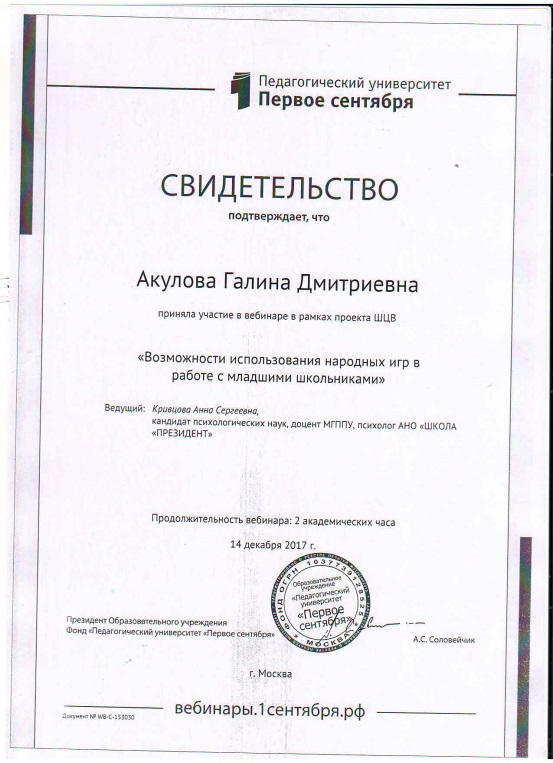 Педагогический университет
Первое сентября
СВИДЕТЕЛЬСТВО
подтверждает, что
Акулова Галина Дмитриевна
приняла участие в вебинаре в рамках проекта ШЦВ
«Возможности использования народных игр в
работе с младшими школьниками»
Ведущий: Кривцова Анна Сергеевна,
кандидат психологических наук, доцент МГППУ, психолог АНО «ШКОЛА
«ПРЕЗИДЕНТ»
Продолжительность вебинара: 2 академических часа
14 декабря 2017 г.
ФОНД ОГРН 1037739128525
Образовательное
учреждение
«Педагогический
университет
«Первое
сентября»
МОСКВА
Президент Образовательного учреждения
Фонд «Педагогический университет «Первое сентября»
А.С. Соловейчик
г. Москва
вебинары.1сентября.рф
Документ № WB-C-153030